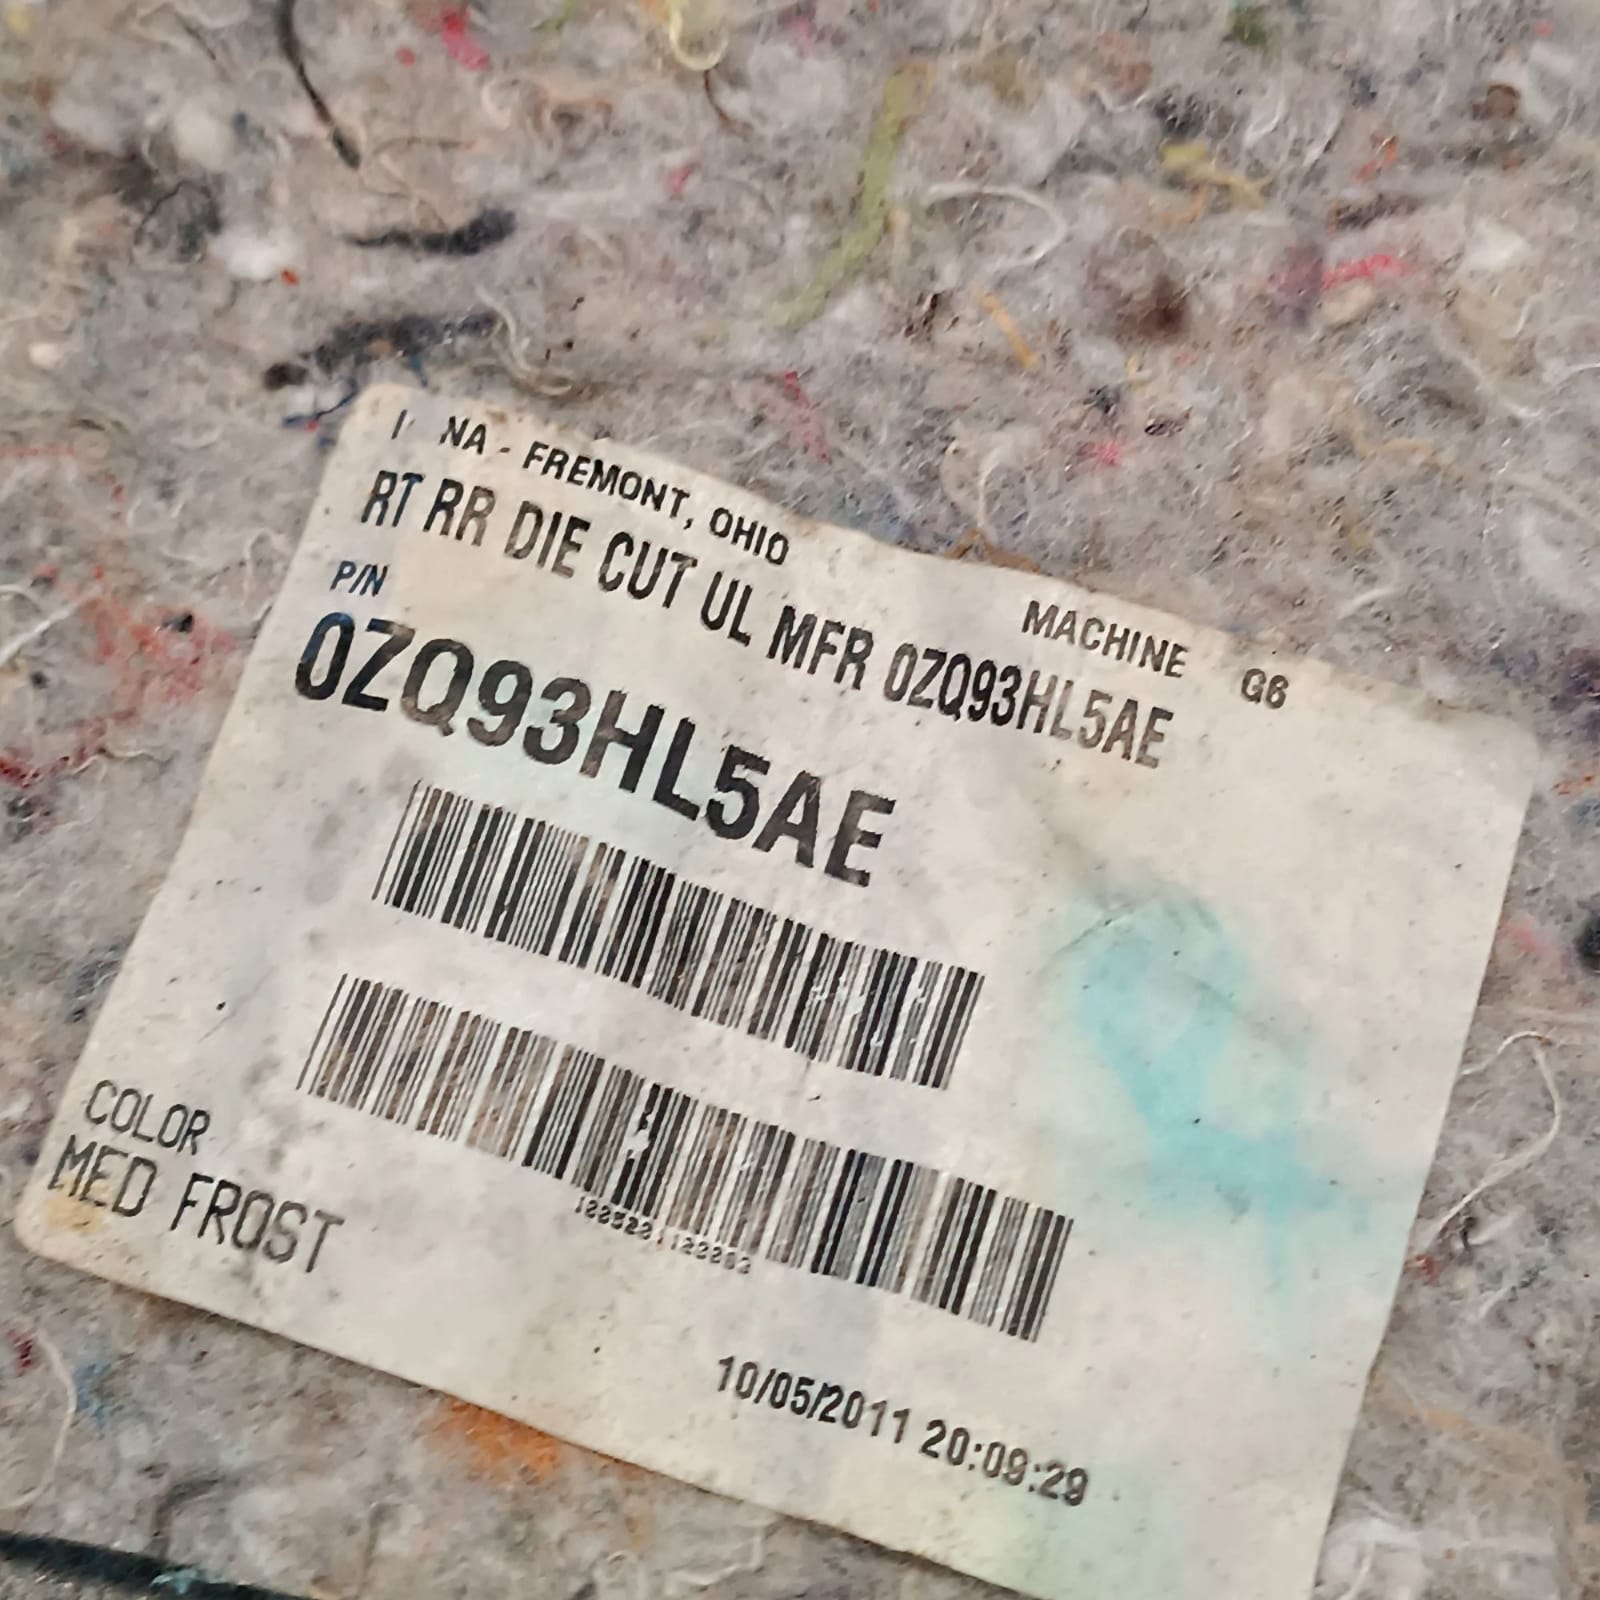 NA - FREMONT, OHIO
MACHINE G6
RT RR DIE CUT UL MFR 0ZQ93HL5AE
P/N
0ZQ93HL5AE
COLOR
MED FROST
10/05/2011 20:09:29